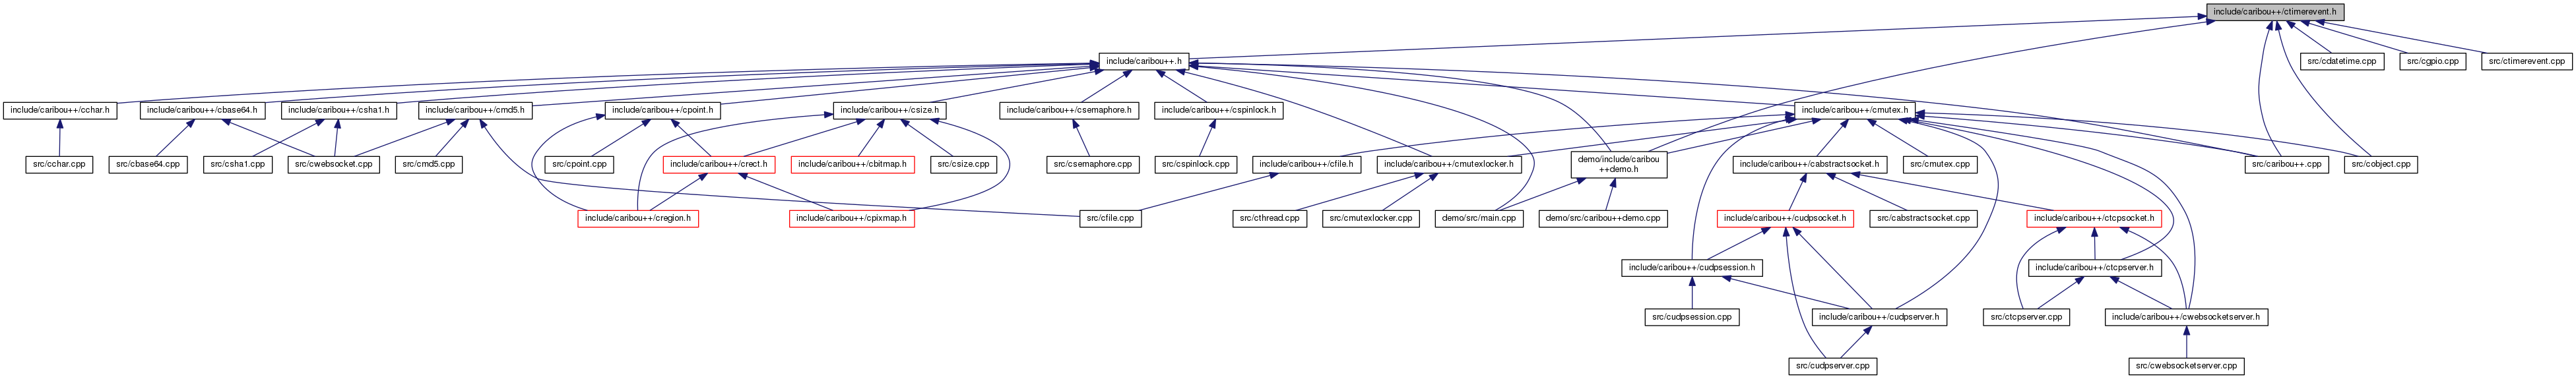 include/caribou++/ctimerevent.h
include/caribou++.h
src/cdatetime.cpp
src/cgpio.cpp
src/ctimerevent.cpp
include/caribou++/cchar.h
include/caribou++/cbase64.h
include/caribou++/csha1.h
include/caribou++/cmd5.h
include/caribou++/cpoint.h
include/caribou++/csize.h
include/caribou++/csemaphore.h
include/caribou++/cspinlock.h
include/caribou++/cmutex.h
src/cchar.cpp
src/cbase64.cpp
src/csha1.cpp
src/cwebsocket.cpp
src/cmd5.cpp
src/cpoint.cpp
include/caribou++/crect.h
include/caribou++/cbitmap.h
src/csize.cpp
src/csemaphore.cpp
src/cspinlock.cpp
include/caribou++/cfile.h
include/caribou++/cmutexlocker.h
demo/include/caribou
++demo.h
include/caribou++/cabstractsocket.h
src/cmutex.cpp
src/caribou++.cpp
src/cobject.cpp
include/caribou++/cregion.h
include/caribou++/cpixmap.h
src/cfile.cpp
src/cthread.cpp
src/cmutexlocker.cpp
demo/src/main.cpp
demo/src/caribou++demo.cpp
include/caribou++/cudpsocket.h
src/cabstractsocket.cpp
include/caribou++/ctcpsocket.h
include/caribou++/cudpsession.h
include/caribou++/ctcpserver.h
src/cudpsession.cpp
include/caribou++/cudpserver.h
src/ctcpserver.cpp
include/caribou++/cwebsocketserver.h
src/cudpserver.cpp
src/cwebsocketserver.cpp